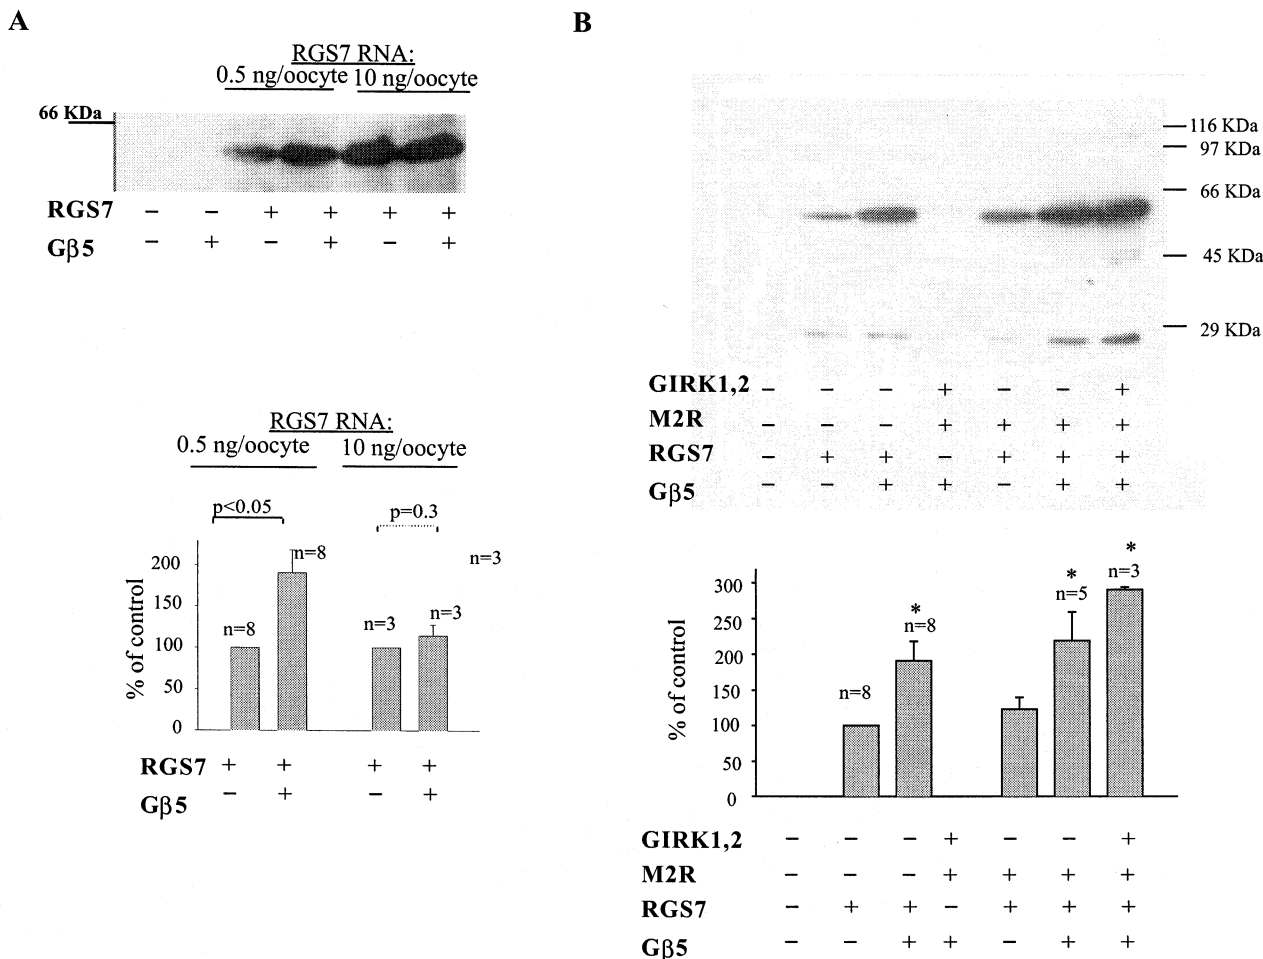 A
RGS7 RNA:
0.5 ng/oocyte 10 ng/oocyte
66 KDa
RGS7 − − + + + +
Gβ5 − + − + − +
RGS7 RNA:
0.5 ng/oocyte 10 ng/oocyte
p<0.05 p=0.3
% of control
200
150
100
50
0
n=8 n=8 n=3 n=3 n=3
RGS7 + + + +
Gβ5 − + − +
B
116 KDa
97 KDa
66 KDa
45 KDa
29 KDa
GIRK1,2 − − − + − − +
M2R − − − + + + +
RGS7 − + + − + + +
Gβ5 − − + + − + +
% of control
300
250
200
150
100
50
0
n=8
*
n=8
*
n=5
*
n=3
GIRK1,2 − − − + − − +
M2R − − − + + + +
RGS7 − + + − + + +
Gβ5 − − + + − + +